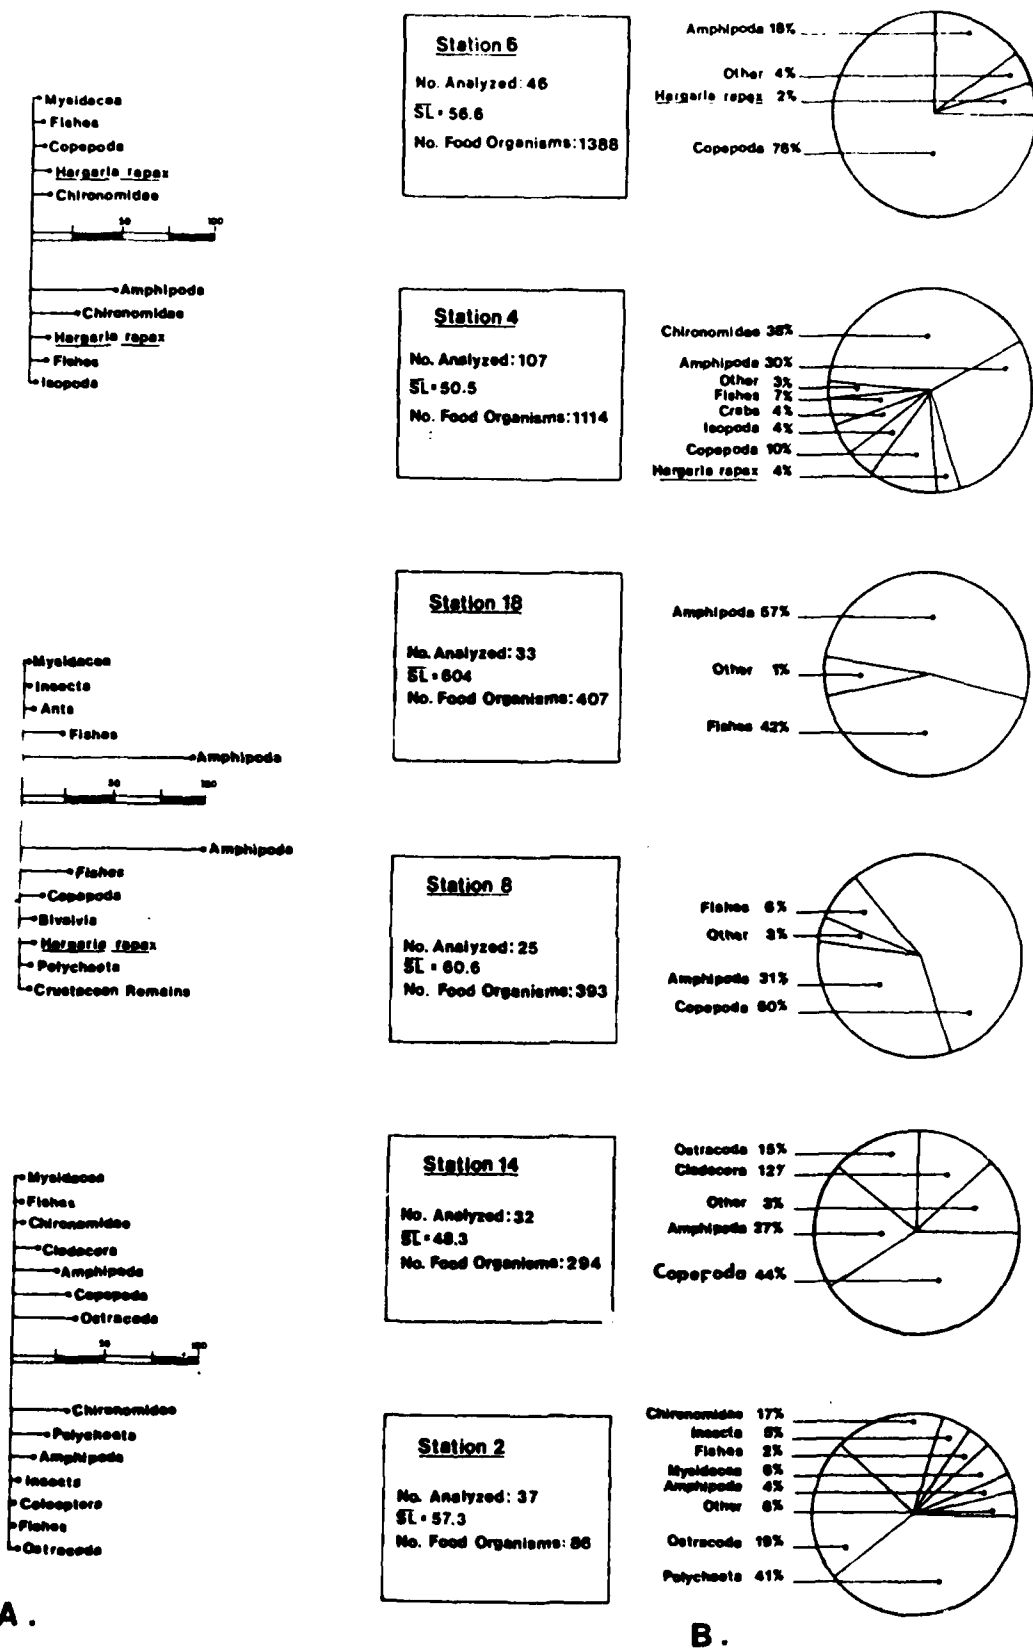 Mysidacea
Fishes
Copepoda
Hargaria rapax
Chironomidae
50 100
Amphipoda
Chironomidae
Hargaria rapax
Fishes
Isopoda
Station 6
No. Analyzed: 46
SL = 56.6
No. Food Organisms: 1388
Amphipoda 18%
Other 4%
Hargaria rapax 2%
Copepoda 76%
Station 4
No. Analyzed: 107
SL = 50.5
No. Food Organisms: 1114
Chironomidae 38%
Amphipoda 30%
Other 3%
Fishes 7%
Crabs 4%
Isopoda 4%
Copepoda 10%
Hargaria rapax 4%
Mysidacea
Insecta
Ants
Fishes
Amphipoda
50 100
Amphipoda
Fishes
Copepoda
Bivalvia
Hargaria rapax
Polychaeta
Crustacean Remains
Station 18
No. Analyzed: 33
SL = 604
No. Food Organisms: 407
Amphipoda 57%
Other 1%
Fishes 42%
Station 8
No. Analyzed: 25
SL = 60.6
No. Food Organisms: 393
Fishes 6%
Other 3%
Amphipoda 31%
Copepoda 60%
Mysidacea
Fishes
Chironomidae
Cladocera
Amphipoda
Copepoda
Ostracoda
50 100
Chironomidae
Polychaeta
Amphipoda
Insecta
Coleoptera
Fishes
Ostracoda
Station 14
No. Analyzed: 32
SL = 48.3
No. Food Organisms: 294
Ostracoda 15%
Cladocera 12%
Other 3%
Amphipoda 27%
Copepoda 44%
Station 2
No. Analyzed: 37
SL = 57.3
No. Food Organisms: 86
Chironomidae 17%
Insecta 5%
Fishes 2%
Mysidacea 6%
Amphipoda 4%
Other 6%
Ostracoda 19%
Polychaeta 41%
A.
B.